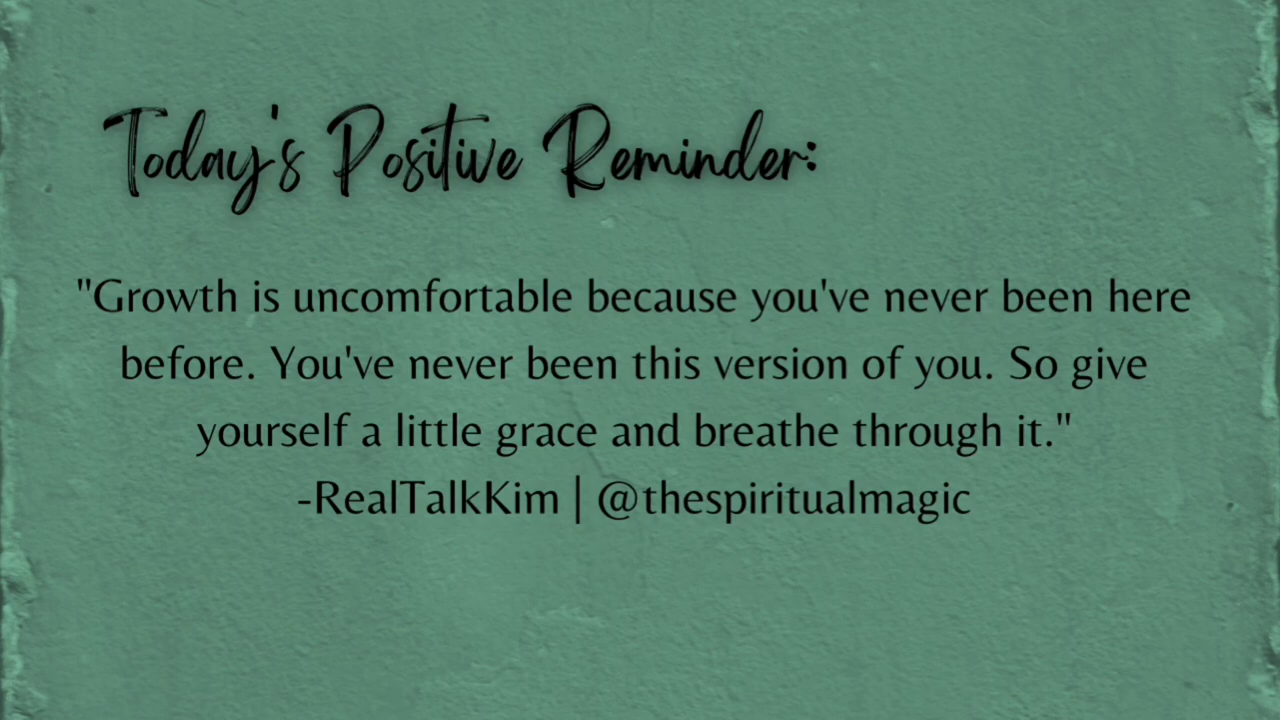 Today's Positive Reminder:
"Growth is uncomfortable because you've never been here
before. You've never been this version of you. So give
yourself a little grace and breathe through it."
-RealTalkKim | @thespiritualmagic